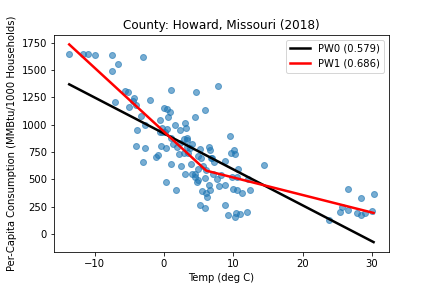 County: Howard, Missouri (2018)
PW0 (0.579)
PW1 (0.686)
Per-Capita Consumption (MMBtu/1000 Households)
1750
1500
1250
1000
750
500
250
0
−10
0
10
20
30
Temp (deg C)